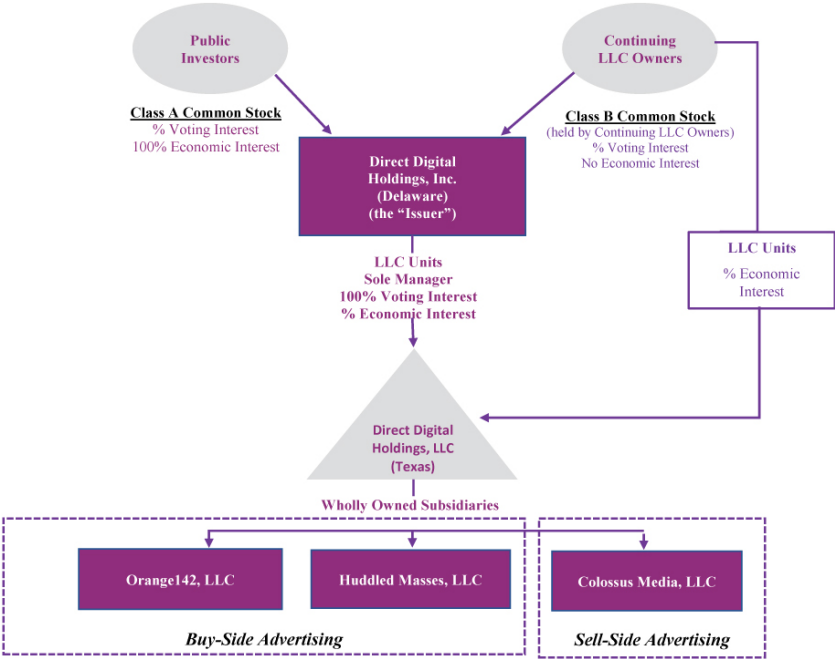 Public
Investors
Continuing
LLC Owners
Class A Common Stock
% Voting Interest
100% Economic Interest
Class B Common Stock
(held by Continuing LLC Owners)
% Voting Interest
No Economic Interest
Direct Digital
Holdings, Inc.
(Delaware)
(the “Issuer”)
LLC Units
% Economic
Interest
LLC Units
Sole Manager
100% Voting Interest
% Economic Interest
Direct Digital
Holdings, LLC
(Texas)
Wholly Owned Subsidiaries
Orange142, LLC
Huddled Masses, LLC
Colossus Media, LLC
Buy-Side Advertising
Sell-Side Advertising